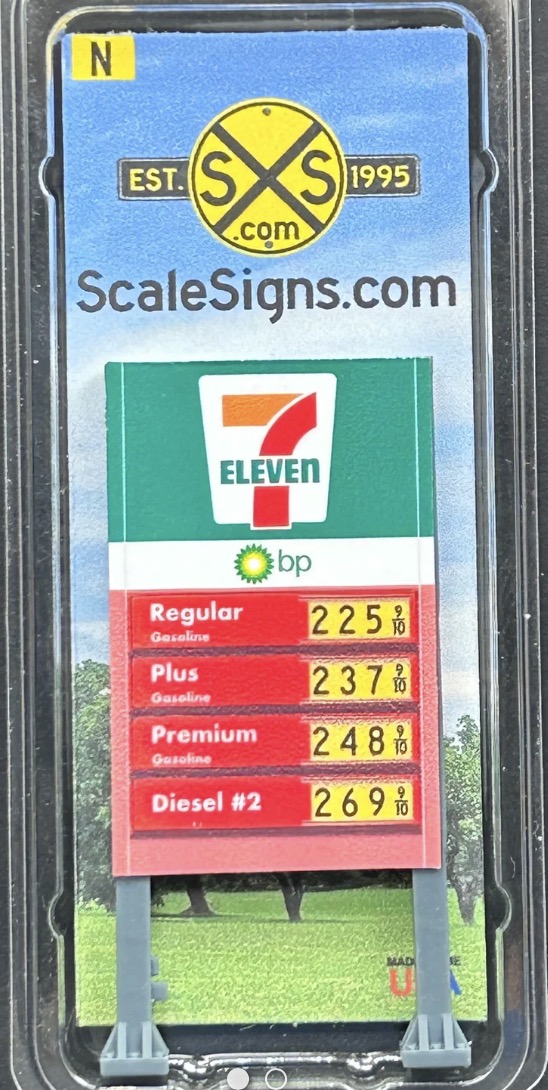 N
EST. SXS 1995
.com
ScaleSigns.com
7
ELEVEN
bp
Regular 225 9/10
Gasoline
Plus 237 9/10
Gasoline
Premium 248 9/10
Gasoline
Diesel #2 269 9/10